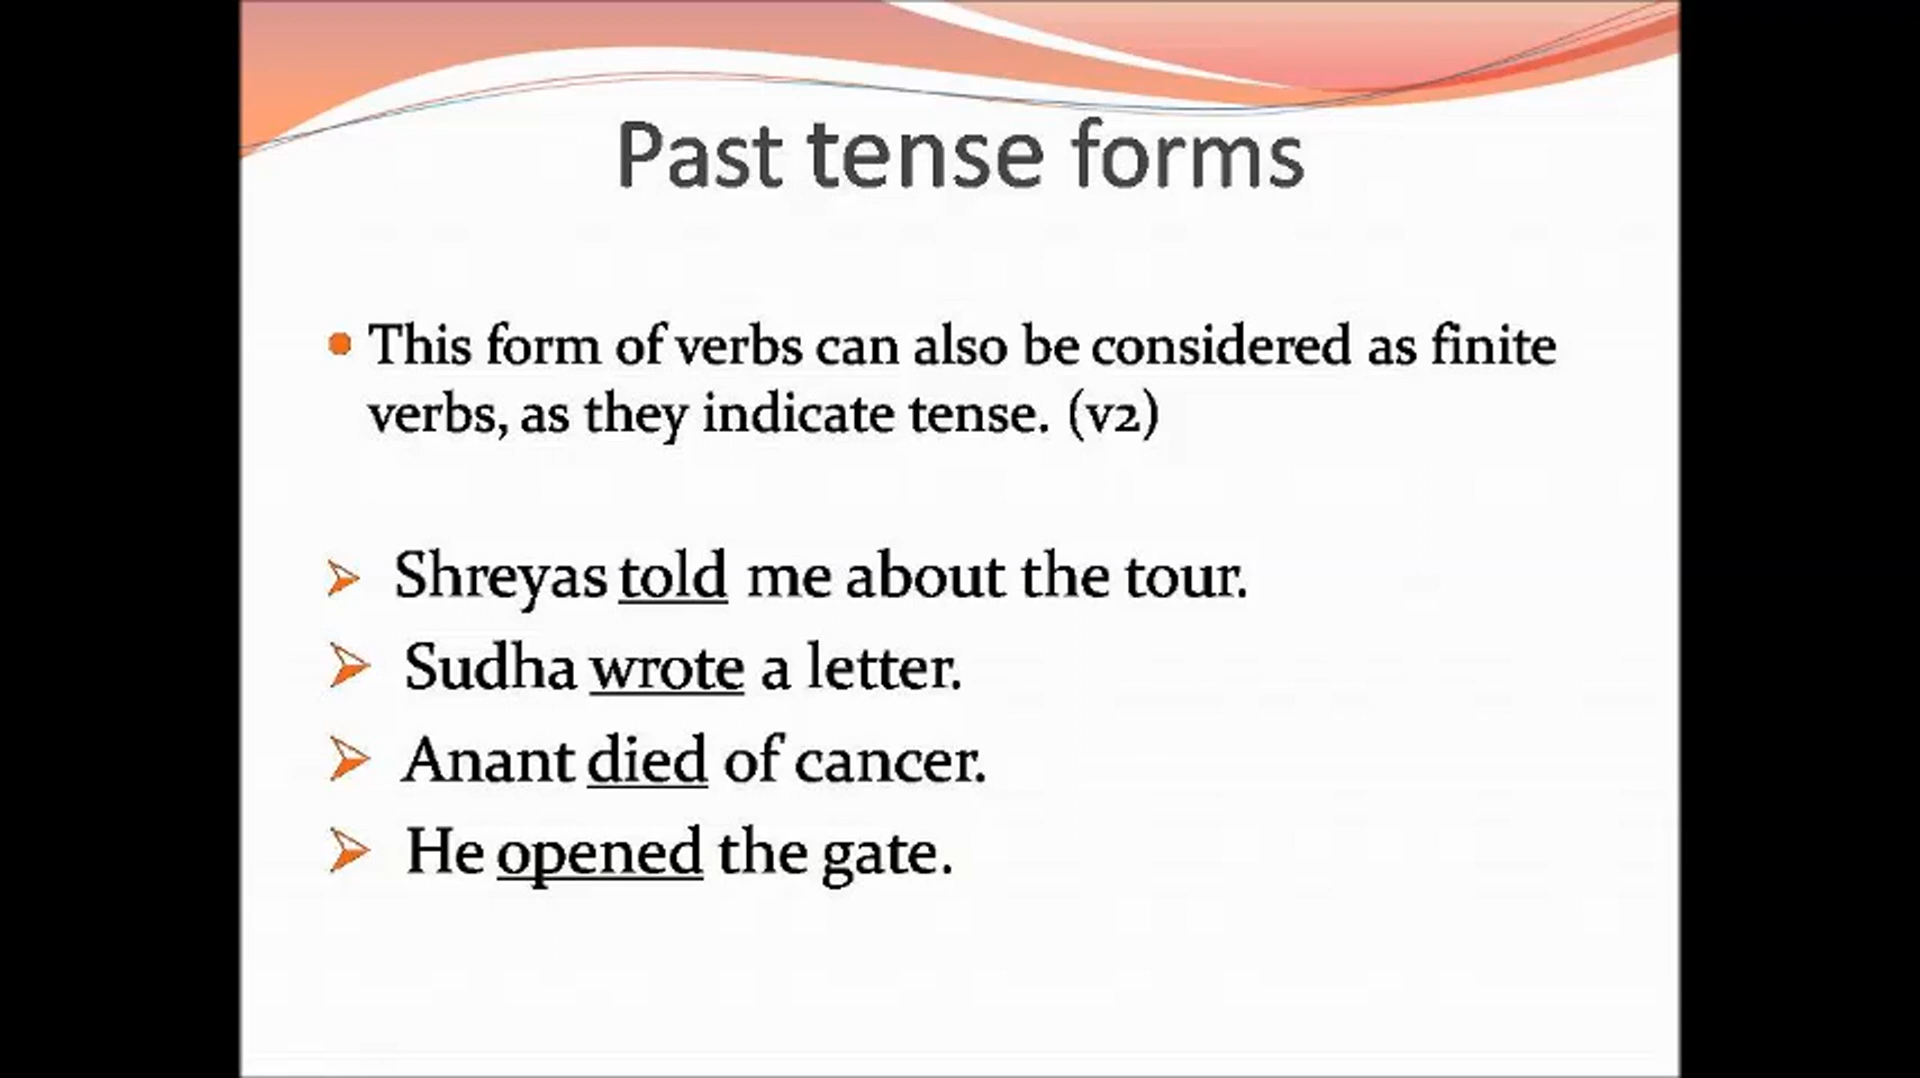 Past tense forms
This form of verbs can also be considered as finite
verbs, as they indicate tense. (v2)
Shreyas told me about the tour.
Sudha wrote a letter.
Anant died of cancer.
He opened the gate.